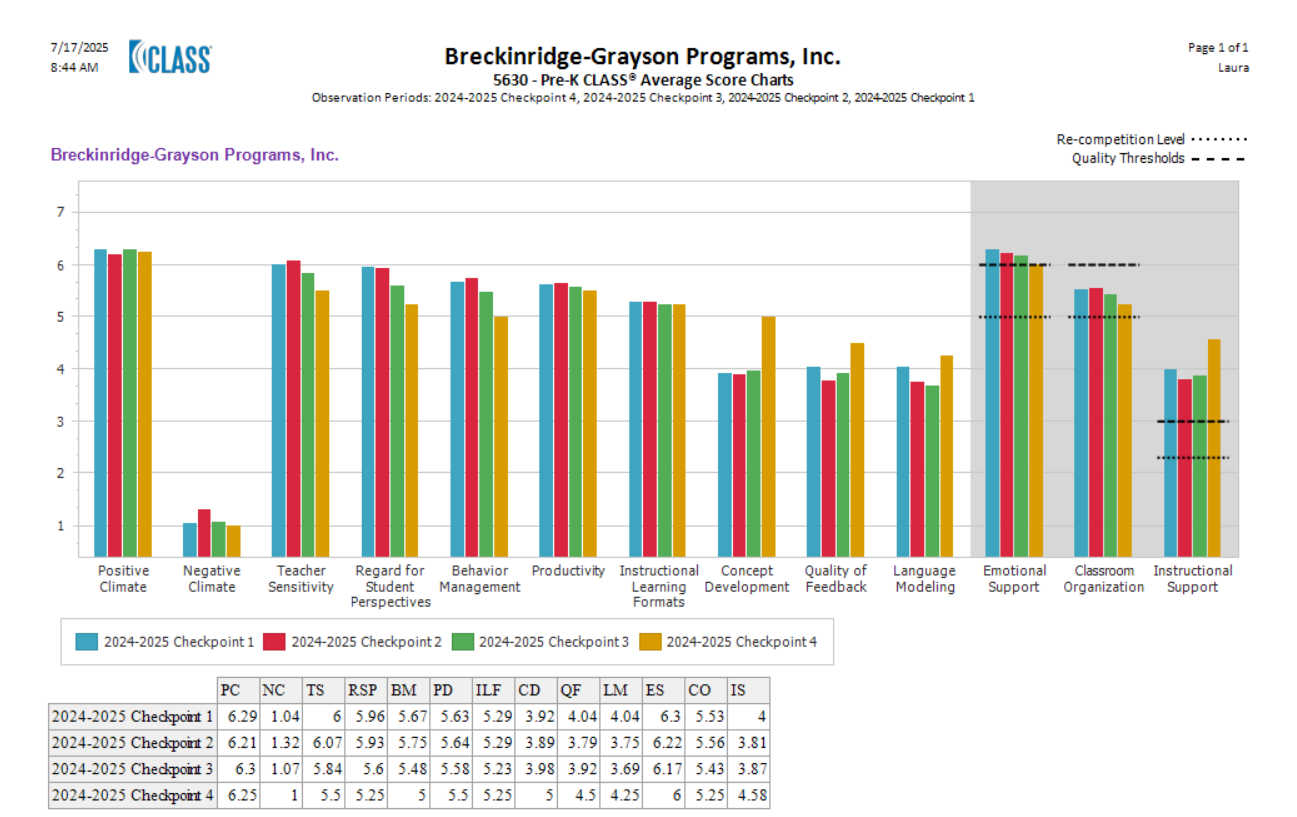 7/17/2025
8:44 AM
CLASS®
Breckinridge-Grayson Programs, Inc.
5630 - Pre-K CLASS® Average Score Charts
Observation Periods: 2024-2025 Checkpoint 4, 2024-2025 Checkpoint 3, 2024-2025 Checkpoint 2, 2024-2025 Checkpoint 1
Page 1 of 1
Laura
Breckinridge-Grayson Programs, Inc.
Re-competition Level
Quality Thresholds
7
6
5
4
3
2
1
Positive Climate
Negative Climate
Teacher Sensitivity
Regard for Student Perspectives
Behavior Management
Productivity
Instructional Learning Formats
Concept Development
Quality of Feedback
Language Modeling
Emotional Support
Classroom Organization
Instructional Support
2024-2025 Checkpoint 1 2024-2025 Checkpoint 2 2024-2025 Checkpoint 3 2024-2025 Checkpoint 4
PC NC TS RSP BM PD ILF CD QF LM ES CO IS
2024-2025 Checkpoint 1 6.29 1.04 6 5.96 5.67 5.63 5.29 3.92 4.04 4.04 6.3 5.53 4
2024-2025 Checkpoint 2 6.21 1.32 6.07 5.93 5.75 5.64 5.29 3.89 3.79 3.75 6.22 5.56 3.81
2024-2025 Checkpoint 3 6.3 1.07 5.84 5.6 5.48 5.58 5.23 3.98 3.92 3.69 6.17 5.43 3.87
2024-2025 Checkpoint 4 6.25 1 5.5 5.25 5 5.5 5.25 5 4.5 4.25 6 5.25 4.58